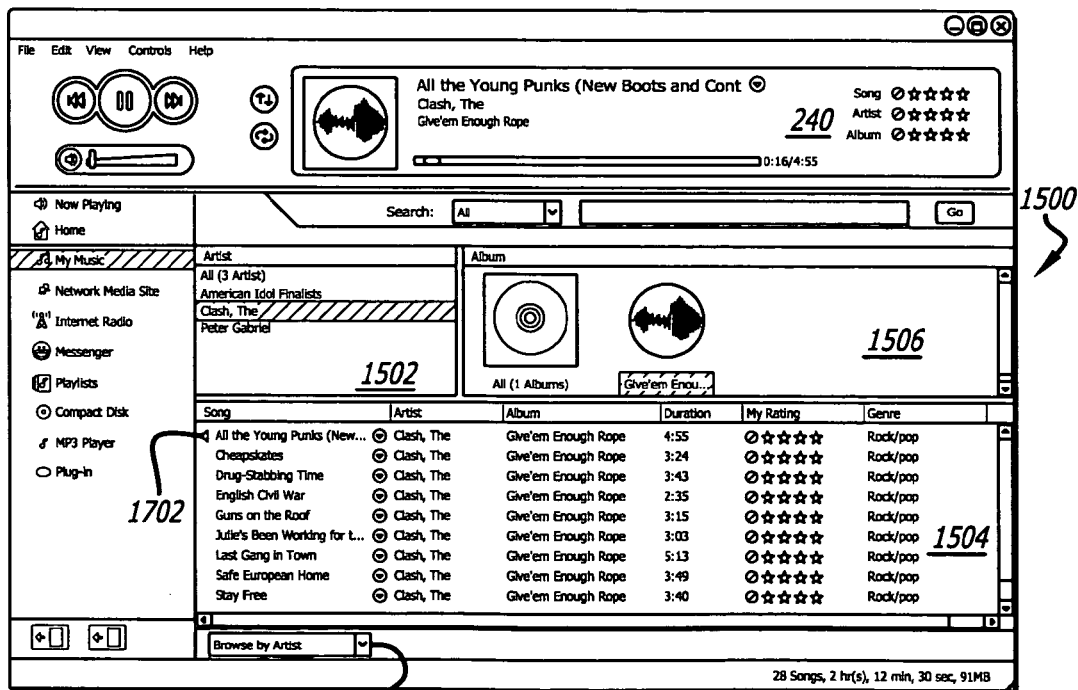 File Edit View Controls Help
All the Young Punks (New Boots and Cont
Clash, The
Give'em Enough Rope
240
Song
Artist
Album
0:16/4:55
Now Playing
Home
My Music
Network Media Site
Internet Radio
Messenger
Playlists
Compact Disk
MP3 Player
Plug-in
Search: All Go
1500
Artist
All (3 Artist)
American Idol Finalists
Clash, The
Peter Gabriel
1502
Album
All (1 Albums)
Give'em Enou...
1506
Song Artist Album Duration My Rating Genre
All the Young Punks (New... Clash, The Give'em Enough Rope 4:55 Rock/pop
Cheapskates Clash, The Give'em Enough Rope 3:24 Rock/pop
Drug-Stabbing Time Clash, The Give'em Enough Rope 3:43 Rock/pop
English Civil War Clash, The Give'em Enough Rope 2:35 Rock/pop
Guns on the Roof Clash, The Give'em Enough Rope 3:15 Rock/pop
Julie's Been Working for t... Clash, The Give'em Enough Rope 3:03 Rock/pop
Last Gang in Town Clash, The Give'em Enough Rope 5:13 Rock/pop
Safe European Home Clash, The Give'em Enough Rope 3:49 Rock/pop
Stay Free Clash, The Give'em Enough Rope 3:40 Rock/pop
1702
1504
Browse by Artist
28 Songs, 2 hr(s), 12 min, 30 sec, 91MB